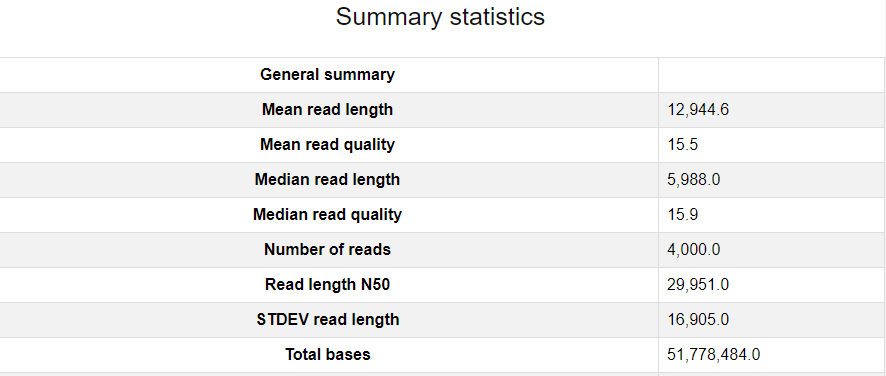 Summary statistics
General summary
Mean read length 12,944.6
Mean read quality 15.5
Median read length 5,988.0
Median read quality 15.9
Number of reads 4,000.0
Read length N50 29,951.0
STDEV read length 16,905.0
Total bases 51,778,484.0